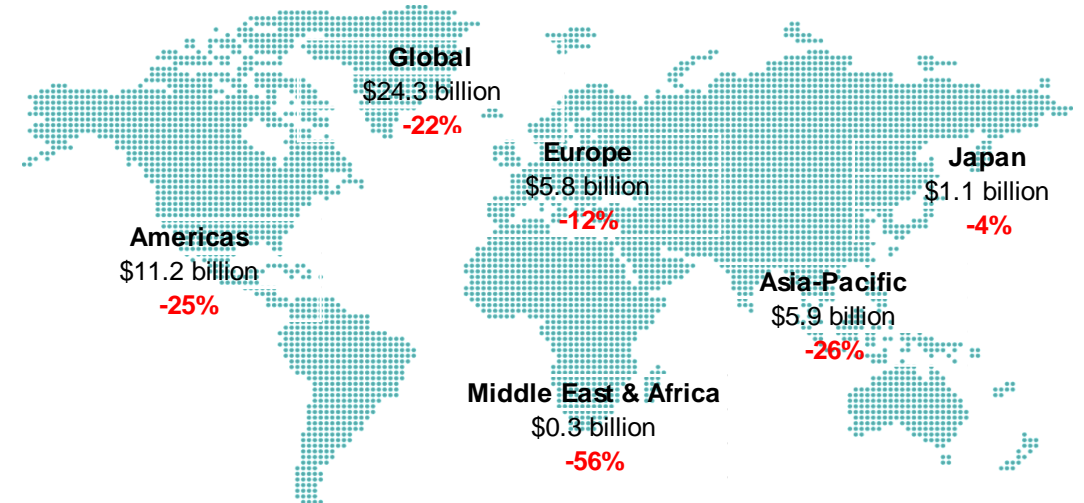 Global
$24.3 billion
-22%
Europe
$5.8 billion
-12%
Japan
$1.1 billion
-4%
Americas
$11.2 billion
-25%
Asia-Pacific
$5.9 billion
-26%
Middle East & Africa
$0.3 billion
-56%